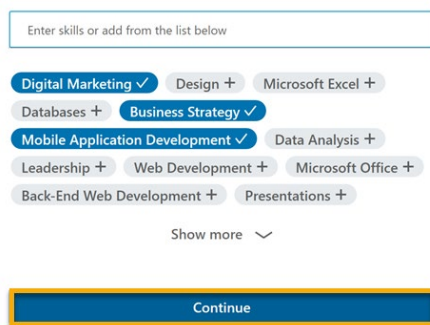 Enter skills or add from the list below
Digital Marketing ✓ Design + Microsoft Excel +
Databases + Business Strategy ✓
Mobile Application Development ✓ Data Analysis +
Leadership + Web Development + Microsoft Office +
Back-End Web Development + Presentations +
Show more
Continue